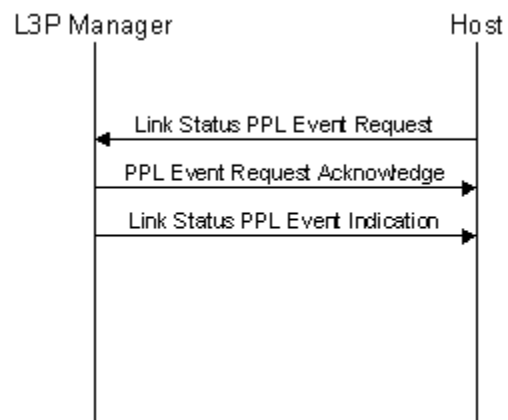 L3P Manager Host
Link Status PPL Event Request
PPL Event Request Acknowledge
Link Status PPL Event Indication